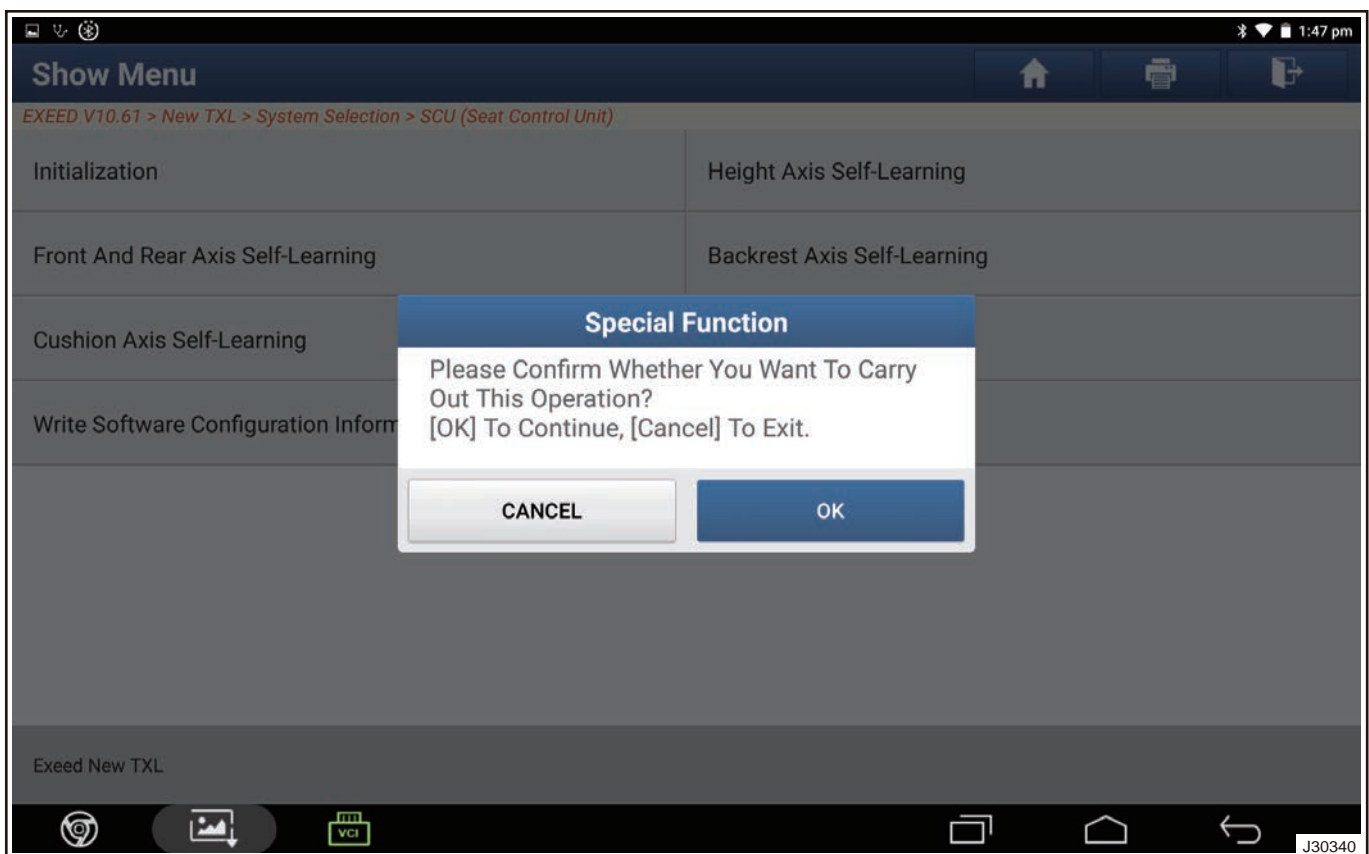 1:47 pm
Show Menu
EXEED V10.61 > New TXL > System Selection > SCU (Seat Control Unit)
Initialization
Height Axis Self-Learning
Front And Rear Axis Self-Learning
Backrest Axis Self-Learning
Cushion Axis Self-Learning
Write Software Configuration Inform
Special Function
Please Confirm Whether You Want To Carry
Out This Operation?
[OK] To Continue, [Cancel] To Exit.
CANCEL
OK
Exeed New TXL
VCI
J30340